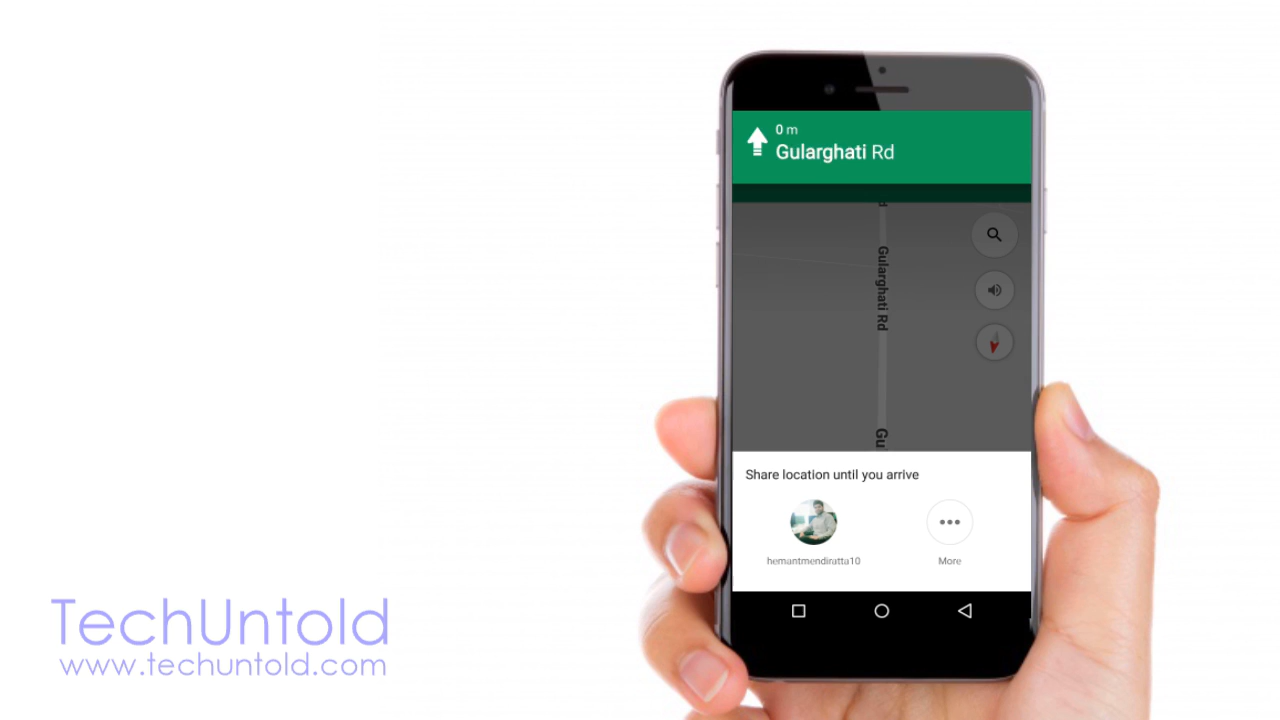 0 m
Gularghati Rd
Gularghati Rd
Gu
Share location until you arrive
hemantmendiratta10
More
TechUntold
www.techuntold.com